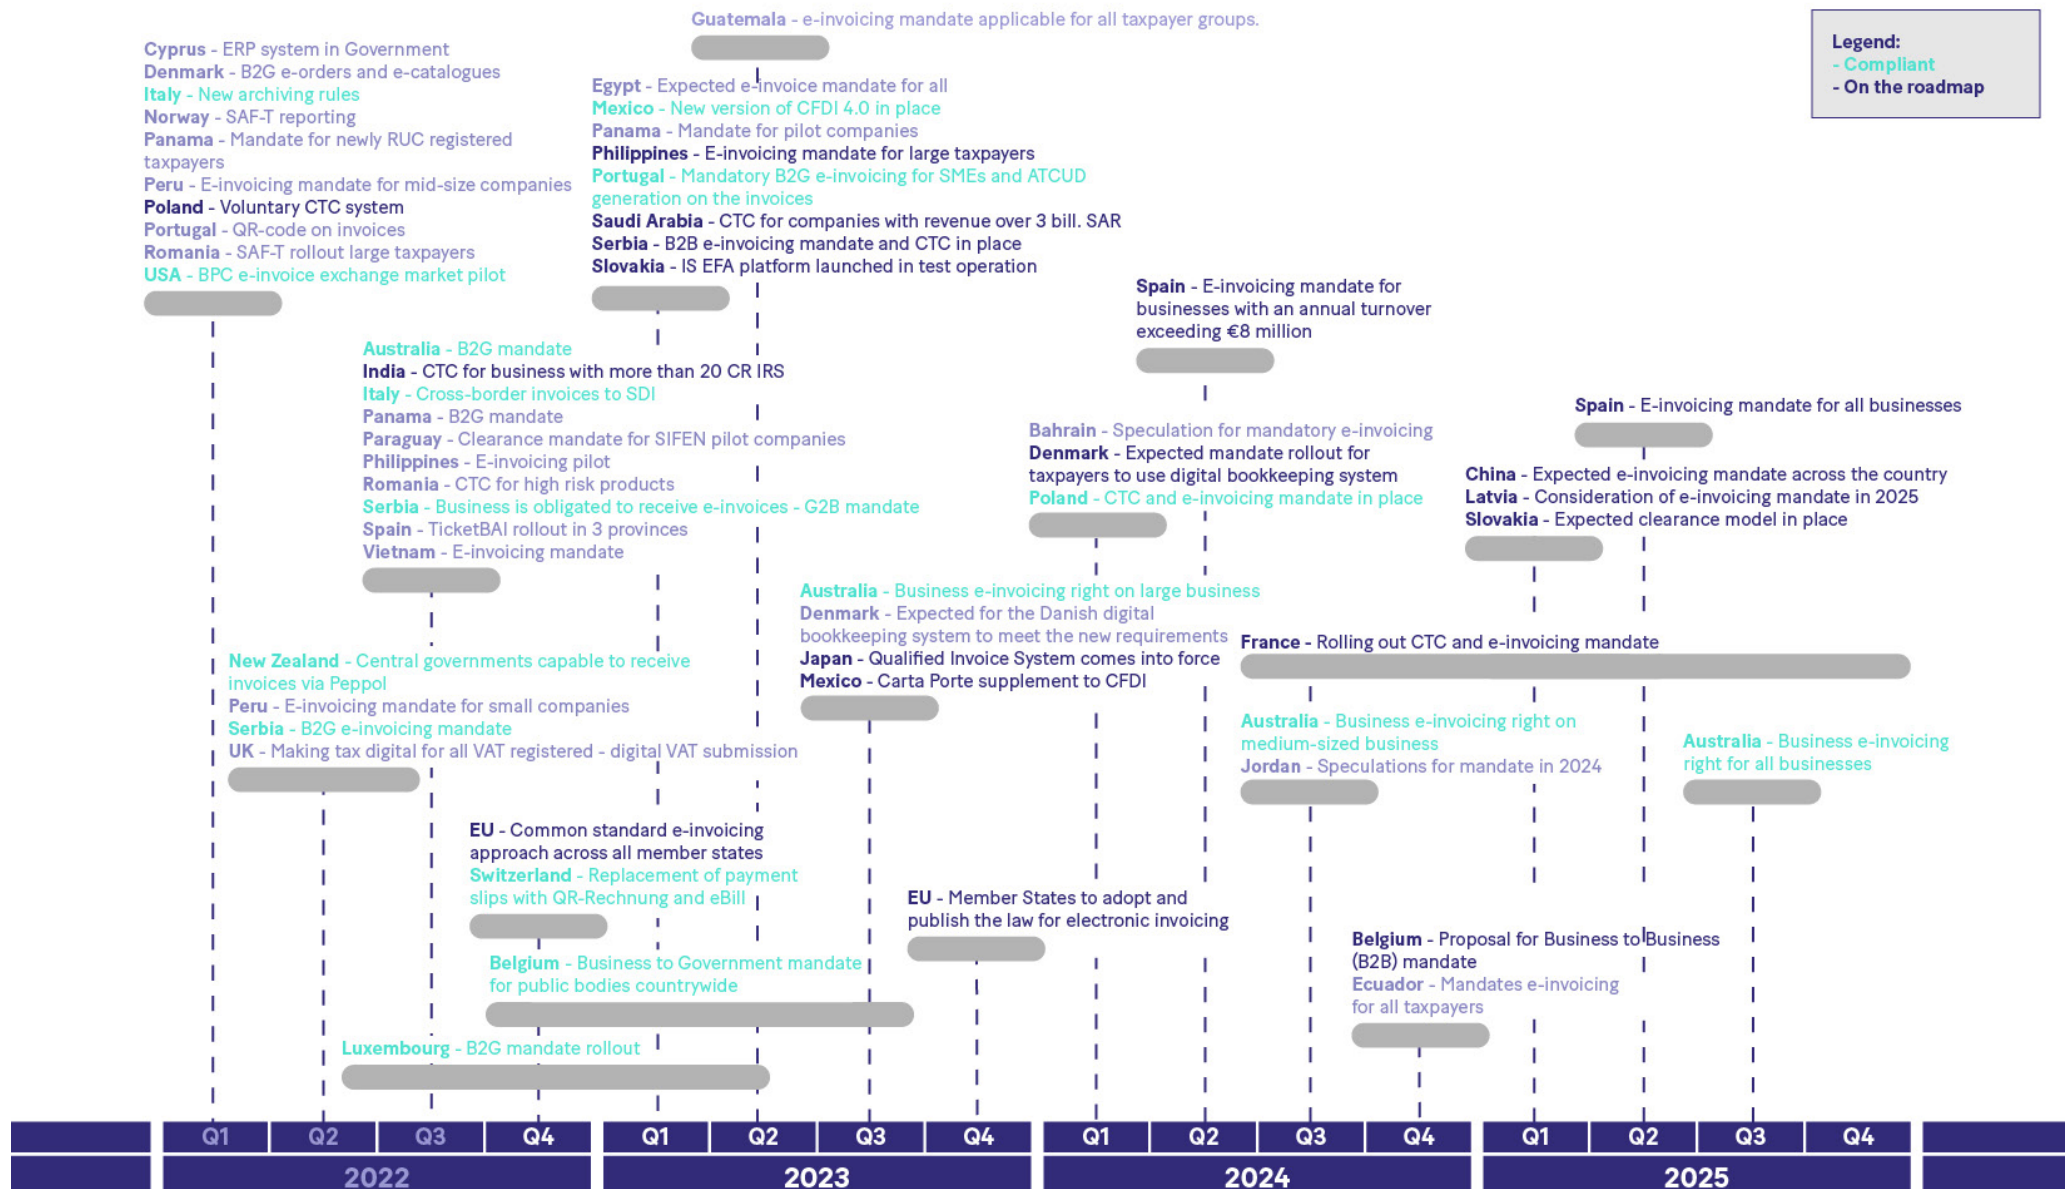 Guatemala - e-invoicing mandate applicable for all taxpayer groups.
Legend:
- Compliant
- On the roadmap
Cyprus - ERP system in Government
Denmark - B2G e-orders and e-catalogues
Italy - New archiving rules
Norway - SAF-T reporting
Panama - Mandate for newly RUC registered
taxpayers
Peru - E-invoicing mandate for mid-size companies
Poland - Voluntary CTC system
Portugal - QR-code on invoices
Romania - SAF-T rollout large taxpayers
USA - BPC e-invoice exchange market pilot
Egypt - Expected e-invoice mandate for all
Mexico - New version of CFDI 4.0 in place
Panama - Mandate for pilot companies
Philippines - E-invoicing mandate for large taxpayers
Portugal - Mandatory B2G e-invoicing for SMEs and ATCUD
generation on the invoices
Saudi Arabia - CTC for companies with revenue over 3 bill. SAR
Serbia - B2B e-invoicing mandate and CTC in place
Slovakia - IS EFA platform launched in test operation
Spain - E-invoicing mandate for
businesses with an annual turnover
exceeding €8 million
Australia - B2G mandate
India - CTC for business with more than 20 CR IRS
Italy - Cross-border invoices to SDI
Panama - B2G mandate
Paraguay - Clearance mandate for SIFEN pilot companies
Philippines - E-invoicing pilot
Romania - CTC for high risk products
Serbia - Business is obligated to receive e-invoices - G2B mandate
Spain - TicketBAI rollout in 3 provinces
Vietnam - E-invoicing mandate
Bahrain - Speculation for mandatory e-invoicing
Denmark - Expected mandate rollout for
taxpayers to use digital bookkeeping system
Poland - CTC and e-invoicing mandate in place
Spain - E-invoicing mandate for all businesses
China - Expected e-invoicing mandate across the country
Latvia - Consideration of e-invoicing mandate in 2025
Slovakia - Expected clearance model in place
Australia - Business e-invoicing right on large business
Denmark - Expected for the Danish digital
bookkeeping system to meet the new requirements
Japan - Qualified Invoice System comes into force
Mexico - Carta Porte supplement to CFDI
France - Rolling out CTC and e-invoicing mandate
New Zealand - Central governments capable to receive
invoices via Peppol
Peru - E-invoicing mandate for small companies
Serbia - B2G e-invoicing mandate
UK - Making tax digital for all VAT registered - digital VAT submission
Australia - Business e-invoicing right on
medium-sized business
Jordan - Speculations for mandate in 2024
Australia - Business e-invoicing
right for all businesses
EU - Common standard e-invoicing
approach across all member states
Switzerland - Replacement of payment
slips with QR-Rechnung and eBill
EU - Member States to adopt and
publish the law for electronic invoicing
Belgium - Proposal for Business to Business
(B2B) mandate
Ecuador - Mandates e-invoicing
for all taxpayers
Belgium - Business to Government mandate
for public bodies countrywide
Luxembourg - B2G mandate rollout
Q1 Q2 Q3 Q4 Q1 Q2 Q3 Q4 Q1 Q2 Q3 Q4 Q1 Q2 Q3 Q4
2022 2023 2024 2025